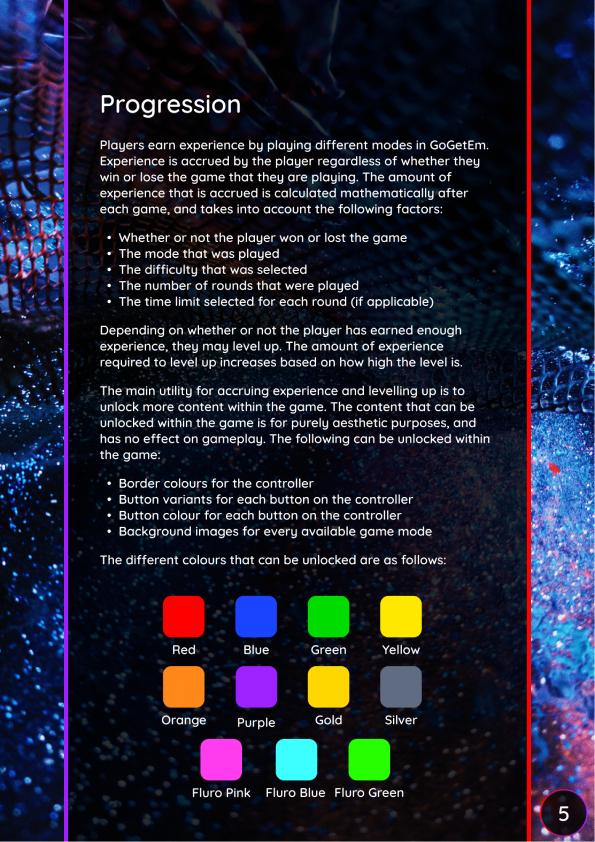 Progression
Players earn experience by playing different modes in GoGetEm.
Experience is accrued by the player regardless of whether they
win or lose the game that they are playing. The amount of
experience that is accrued is calculated mathematically after
each game, and takes into account the following factors:
• Whether or not the player won or lost the game
• The mode that was played
• The difficulty that was selected
• The number of rounds that were played
• The time limit selected for each round (if applicable)
Depending on whether or not the player has earned enough
experience, they may level up. The amount of experience
required to level up increases based on how high the level is.
The main utility for accruing experience and levelling up is to
unlock more content within the game. The content that can be
unlocked within the game is for purely aesthetic purposes, and
has no effect on gameplay. The following can be unlocked within
the game:
• Border colours for the controller
• Button variants for each button on the controller
• Button colour for each button on the controller
• Background images for every available game mode
The different colours that can be unlocked are as follows:
Red Blue Green Yellow
Orange Purple Gold Silver
Fluro Pink Fluro Blue Fluro Green
5